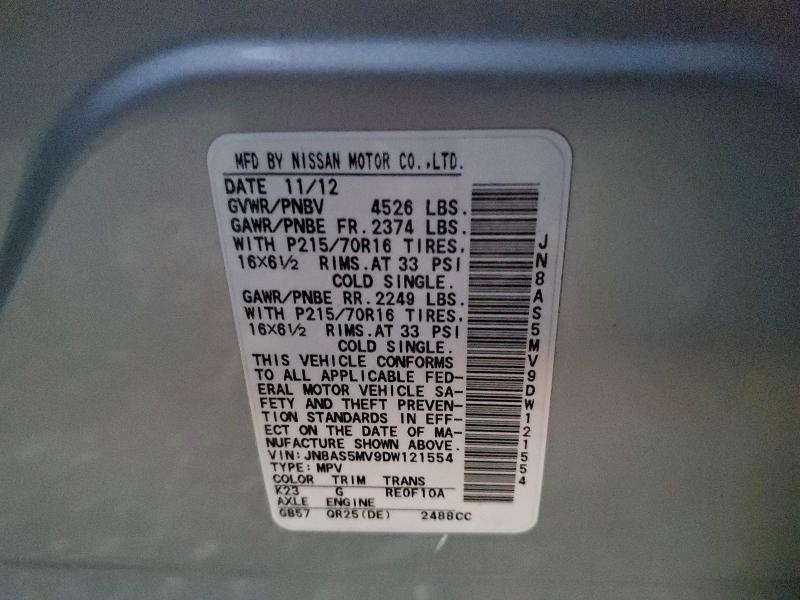 MFD BY NISSAN MOTOR CO.,LTD.
DATE 11/12
GVWR/PNBV 4526 LBS.
GAWR/PNBE FR. 2374 LBS.
WITH P215/70R16 TIRES.
16X6½ RIMS.AT 33 PSI
COLD SINGLE.
GAWR/PNBE RR. 2249 LBS.
WITH P215/70R16 TIRES.
16X6½ RIMS.AT 33 PSI
COLD SINGLE.
THIS VEHICLE CONFORMS
TO ALL APPLICABLE FED-
ERAL MOTOR VEHICLE SA-
FETY AND THEFT PREVEN-
TION STANDARDS IN EFF-
ECT ON THE DATE OF MA-
NUFACTURE SHOWN ABOVE.
VIN:JN8AS5MV9DW121554
TYPE:MPV
COLOR TRIM TRANS
K23 G RE0F10A
AXLE ENGINE
GB57 QR25(DE) 2488CC
JN8AS5MV9DW121554